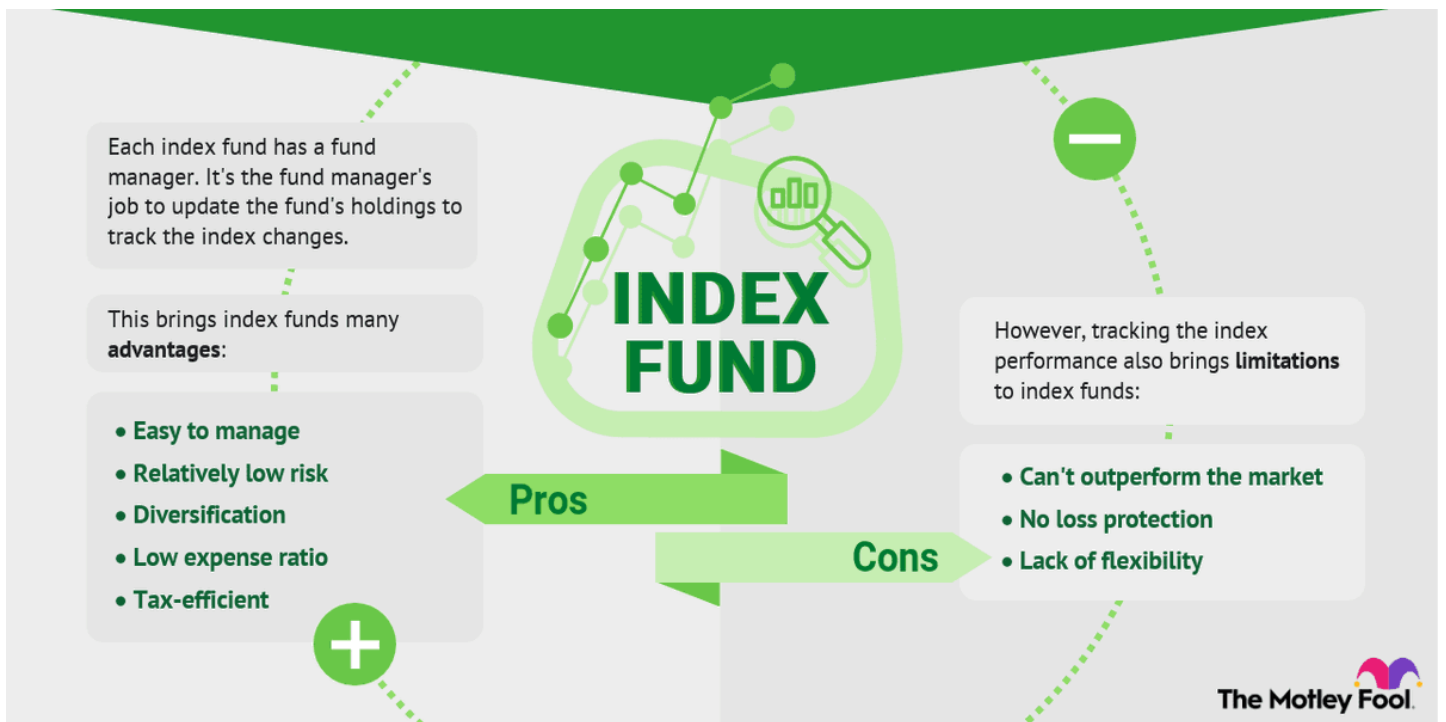 Each index fund has a fund
manager. It's the fund manager's
job to update the fund's holdings to
track the index changes.
This brings index funds many
advantages:
• Easy to manage
• Relatively low risk
• Diversification
• Low expense ratio
• Tax-efficient
INDEX
FUND
Pros
Cons
However, tracking the index
performance also brings limitations
to index funds:
• Can't outperform the market
• No loss protection
• Lack of flexibility
The Motley Fool.